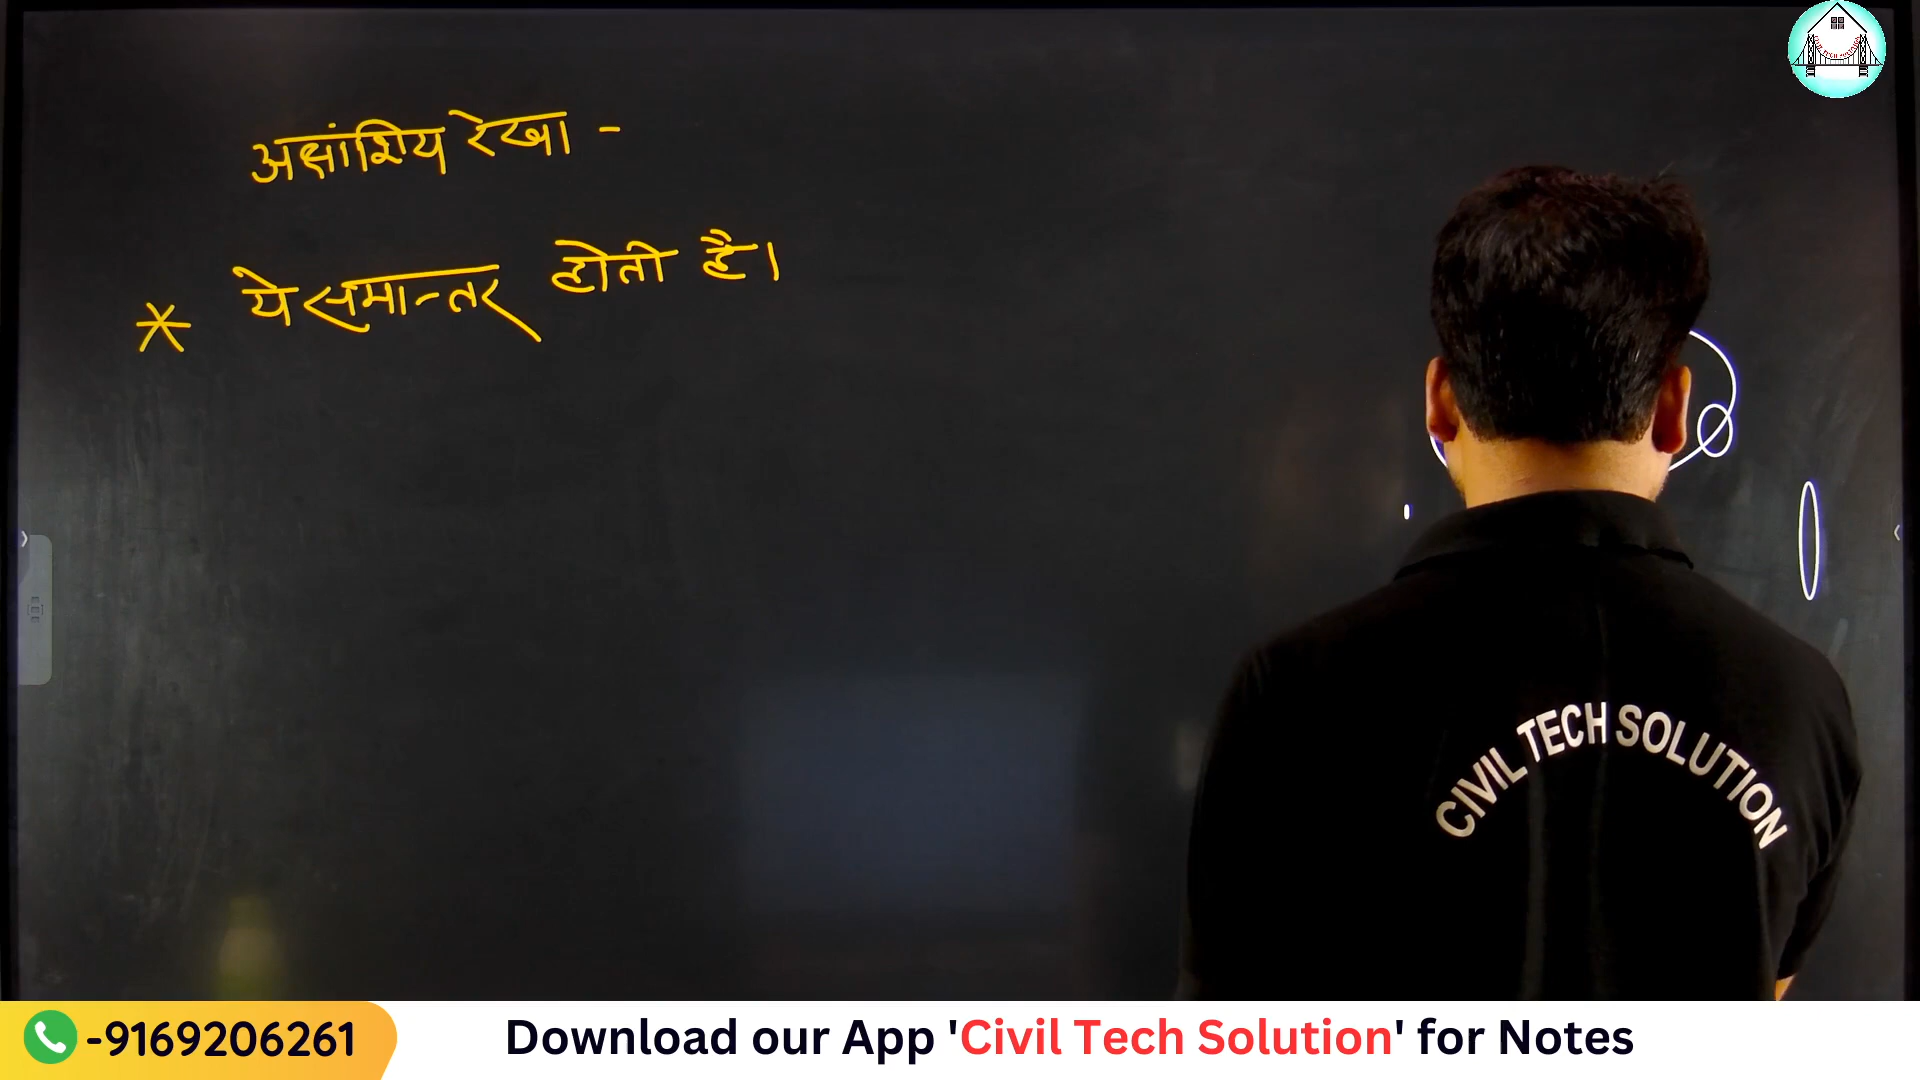 अक्षांशिय रेखा -
* ये समान्तर होती है।
CIVIL TECH SOLUTION
-9169206261
Download our App 'Civil Tech Solution' for Notes